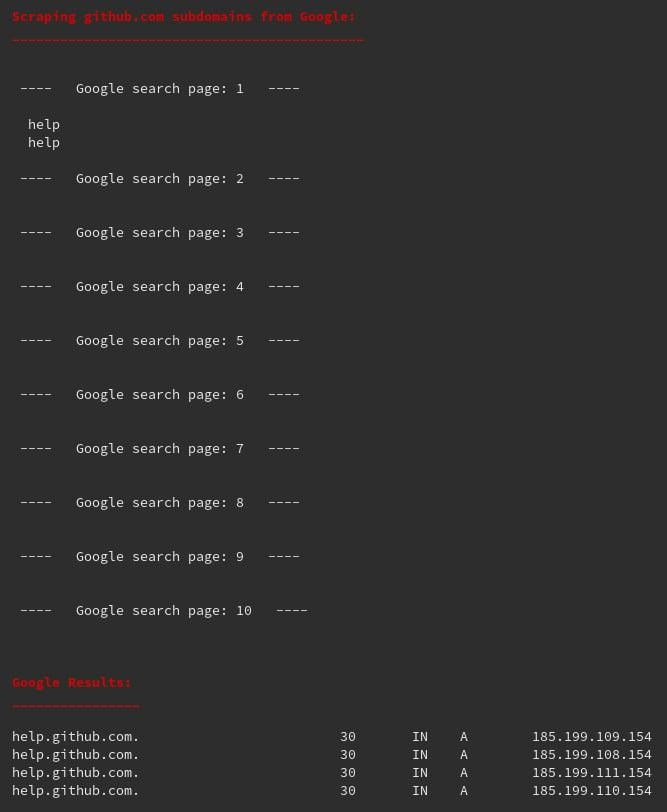 Scraping github.com subdomains from Google:
____________________________________________
---- Google search page: 1 ----
help
help
---- Google search page: 2 ----
---- Google search page: 3 ----
---- Google search page: 4 ----
---- Google search page: 5 ----
---- Google search page: 6 ----
---- Google search page: 7 ----
---- Google search page: 8 ----
---- Google search page: 9 ----
---- Google search page: 10 ----
Google Results:
________________
help.github.com. 30 IN A 185.199.109.154
help.github.com. 30 IN A 185.199.108.154
help.github.com. 30 IN A 185.199.111.154
help.github.com. 30 IN A 185.199.110.154